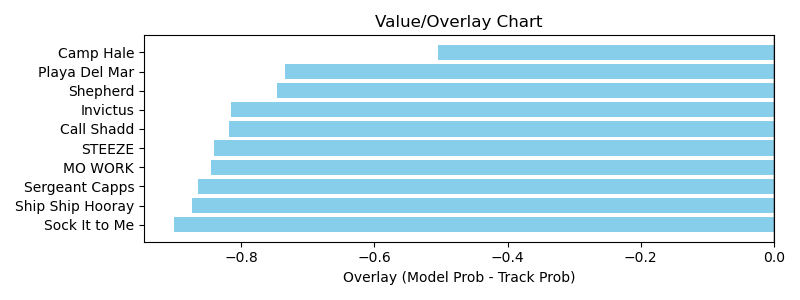 Value/Overlay Chart
Camp Hale
Playa Del Mar
Shepherd
Invictus
Call Shadd
STEEZE
MO WORK
Sergeant Capps
Ship Ship Hooray
Sock It to Me
−0.8 −0.6 −0.4 −0.2 0.0
Overlay (Model Prob - Track Prob)